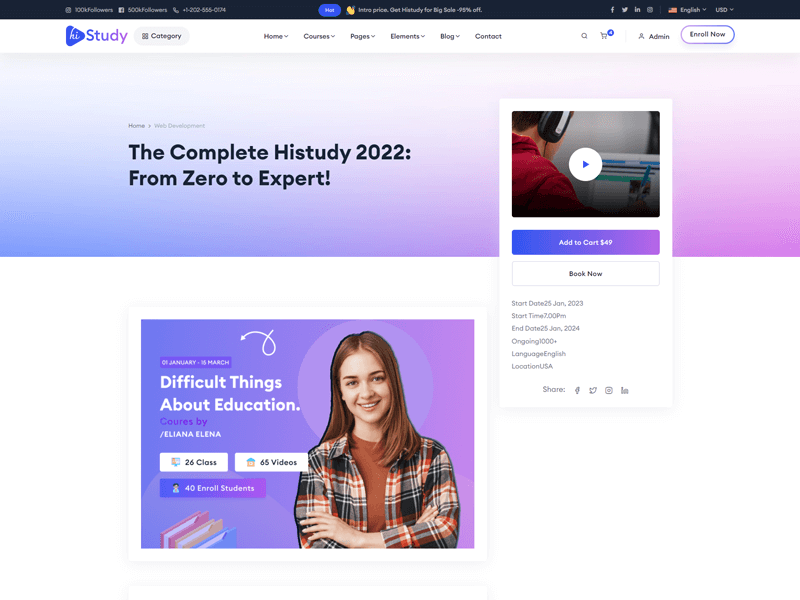 100kFollowers 500kFollowers +1-202-555-0174 Hot 👋 Intro price. Get Histudy for Big Sale -95% off. English USD
hiStudy Category Home Courses Pages Elements Blog Contact 4 Admin Enroll Now
Home > Web Development
The Complete Histudy 2022:
From Zero to Expert!
Add to Cart $49
Book Now
Start Date25 Jan, 2023
Start Time7.00Pm
End Date25 Jan, 2024
Ongoing1000+
LanguageEnglish
LocationUSA
Share:
01 JANUARY - 15 MARCH
Difficult Things
About Education.
Coures by
/ELIANA ELENA
26 Class 65 Videos
40 Enroll Students